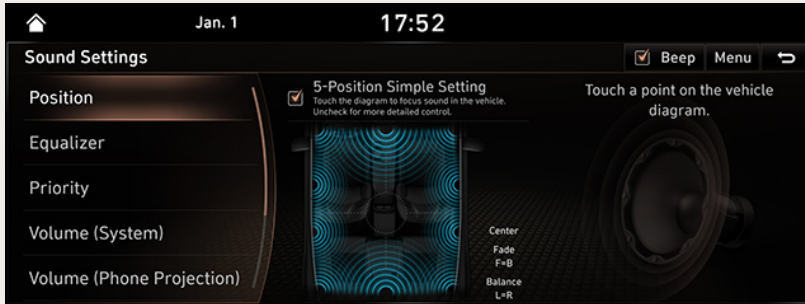 Jan. 1
17:52
Sound Settings
Beep
Menu
Position
Equalizer
Priority
Volume (System)
Volume (Phone Projection)
5-Position Simple Setting
Touch the diagram to focus sound in the vehicle.
Uncheck for more detailed control.
Center
Fade
F=B
Balance
L=R
Touch a point on the vehicle
diagram.